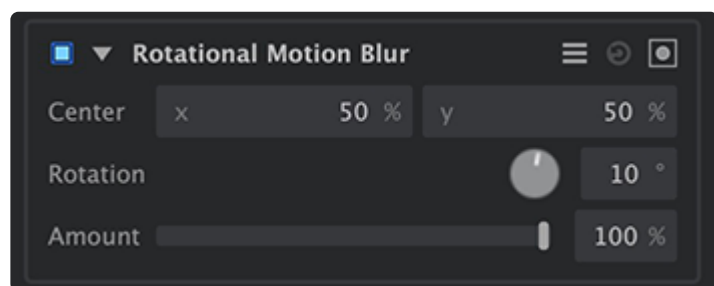 Rotational Motion Blur
Center x 50 % y 50 %
Rotation 10 °
Amount 100 %